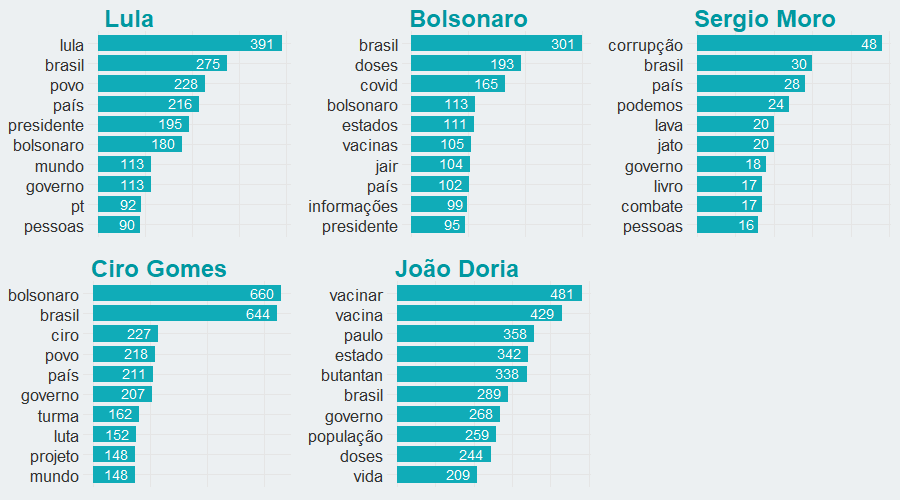 Lula
lula 391
brasil 275
povo 228
país 216
presidente 195
bolsonaro 180
mundo 113
governo 113
pt 92
pessoas 90
Bolsonaro
brasil 301
doses 193
covid 165
bolsonaro 113
estados 111
vacinas 105
jair 104
país 102
informações 99
presidente 95
Sergio Moro
corrupção 48
brasil 30
país 28
podemos 24
lava 20
jato 20
governo 18
livro 17
combate 17
pessoas 16
Ciro Gomes
bolsonaro 660
brasil 644
ciro 227
povo 218
país 211
governo 207
turma 162
luta 152
projeto 148
mundo 148
João Doria
vacinar 481
vacina 429
paulo 358
estado 342
butantan 338
brasil 289
governo 268
população 259
doses 244
vida 209